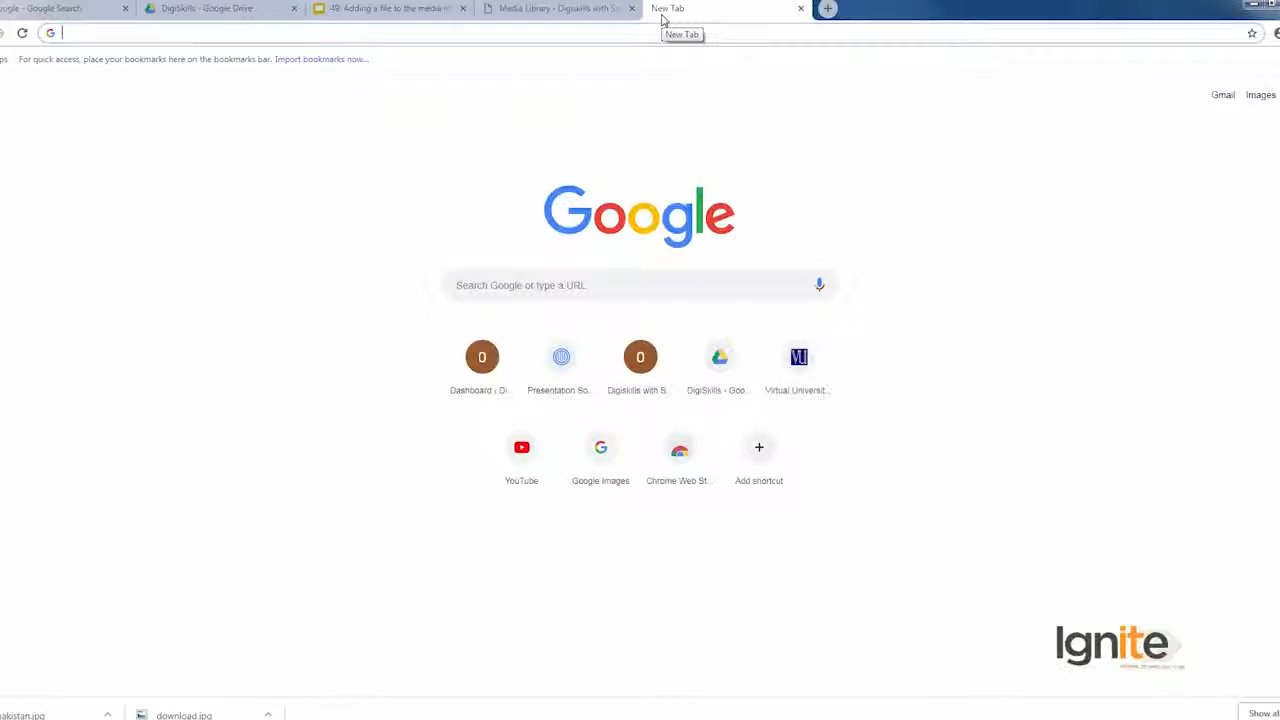 ogle - Google Search
DigiSkills - Google Drive
49. Adding a file to the media li
Media Library ‹ Digiskills with Sa
New Tab
New Tab
ps
For quick access, place your bookmarks here on the bookmarks bar. Import bookmarks now...
Gmail Images
Google
Search Google or type a URL
O
O
VU
Dashboard ‹ Di...
Presentation So...
Digiskills with S...
DigiSkills - Goo...
Virtual Universit...
YouTube
Google Images
Chrome Web St...
Add shortcut
Ignite
akistan.jpg
download.jpg
Show al